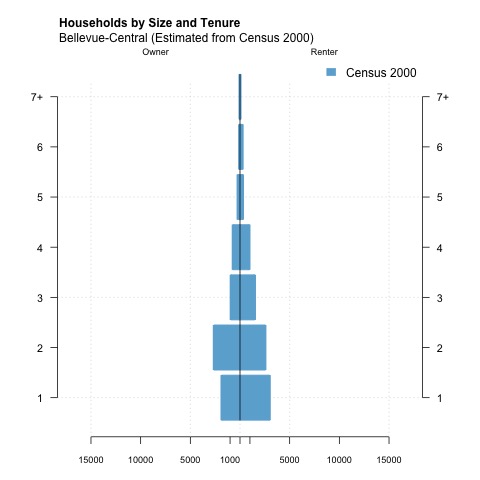 Households by Size and Tenure
Bellevue-Central (Estimated from Census 2000)
Owner Renter
Census 2000
7+ 7+
6 6
5 5
4 4
3 3
2 2
1 1
15000 10000 5000 1000 5000 10000 15000